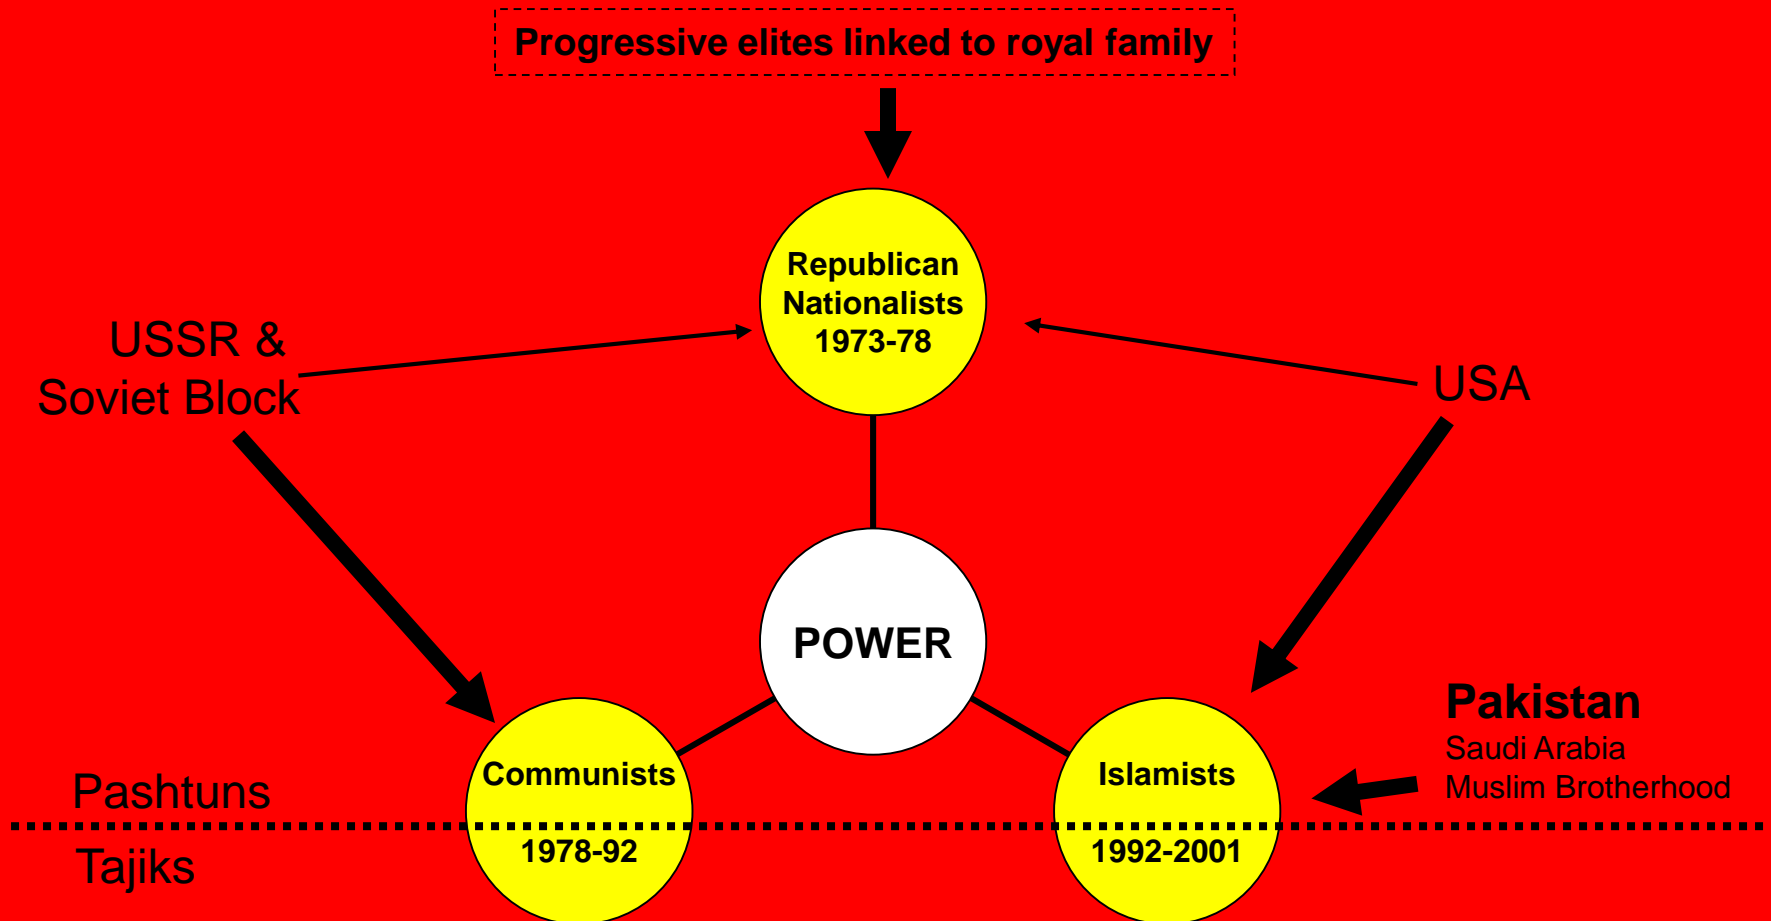 Progressive elites linked to royal family
Republican
Nationalists
1973-78
USSR &
Soviet Block
USA
POWER
Pakistan
Saudi Arabia
Muslim Brotherhood
Communists
Islamists
Pashtuns
1978-92
1992-2001
Tajiks